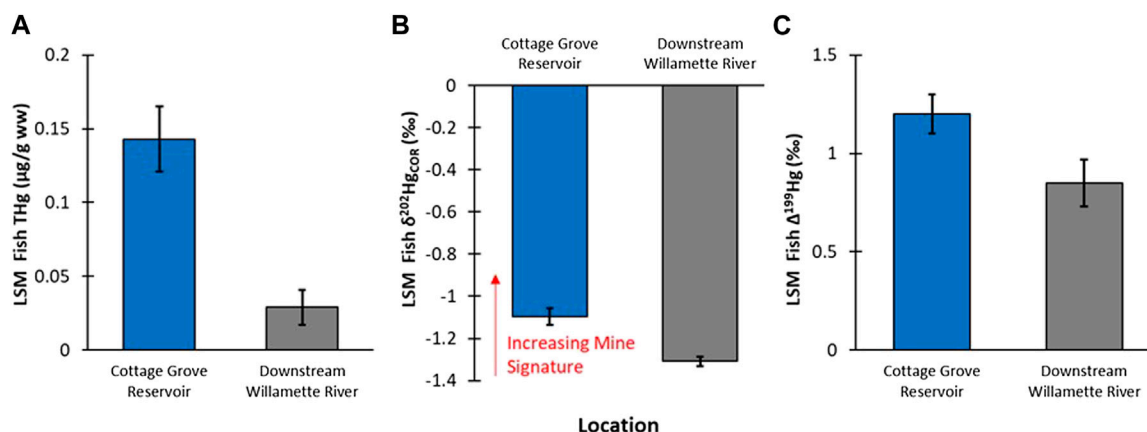 A
LSM Fish THg (µg/g ww)
0.2
0.15
0.1
0.05
0
Cottage Grove
Reservoir
Downstream
Willamette River
B
Cottage Grove
Reservoir
Downstream
Willamette River
LSM Fish δ²⁰²Hg_COR (‰)
0
-0.2
-0.4
-0.6
-0.8
-1
-1.2
-1.4
Increasing Mine
Signature
Location
C
LSM Fish Δ¹⁹⁹Hg (‰)
1.5
1
0.5
0
Cottage Grove
Reservoir
Downstream
Willamette River